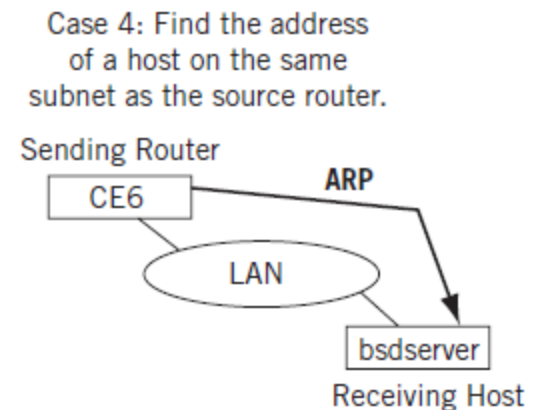 Case 4: Find the address
of a host on the same
subnet as the source router.
Sending Router
ARP
CE6
LAN
bsdserver
Receiving Host